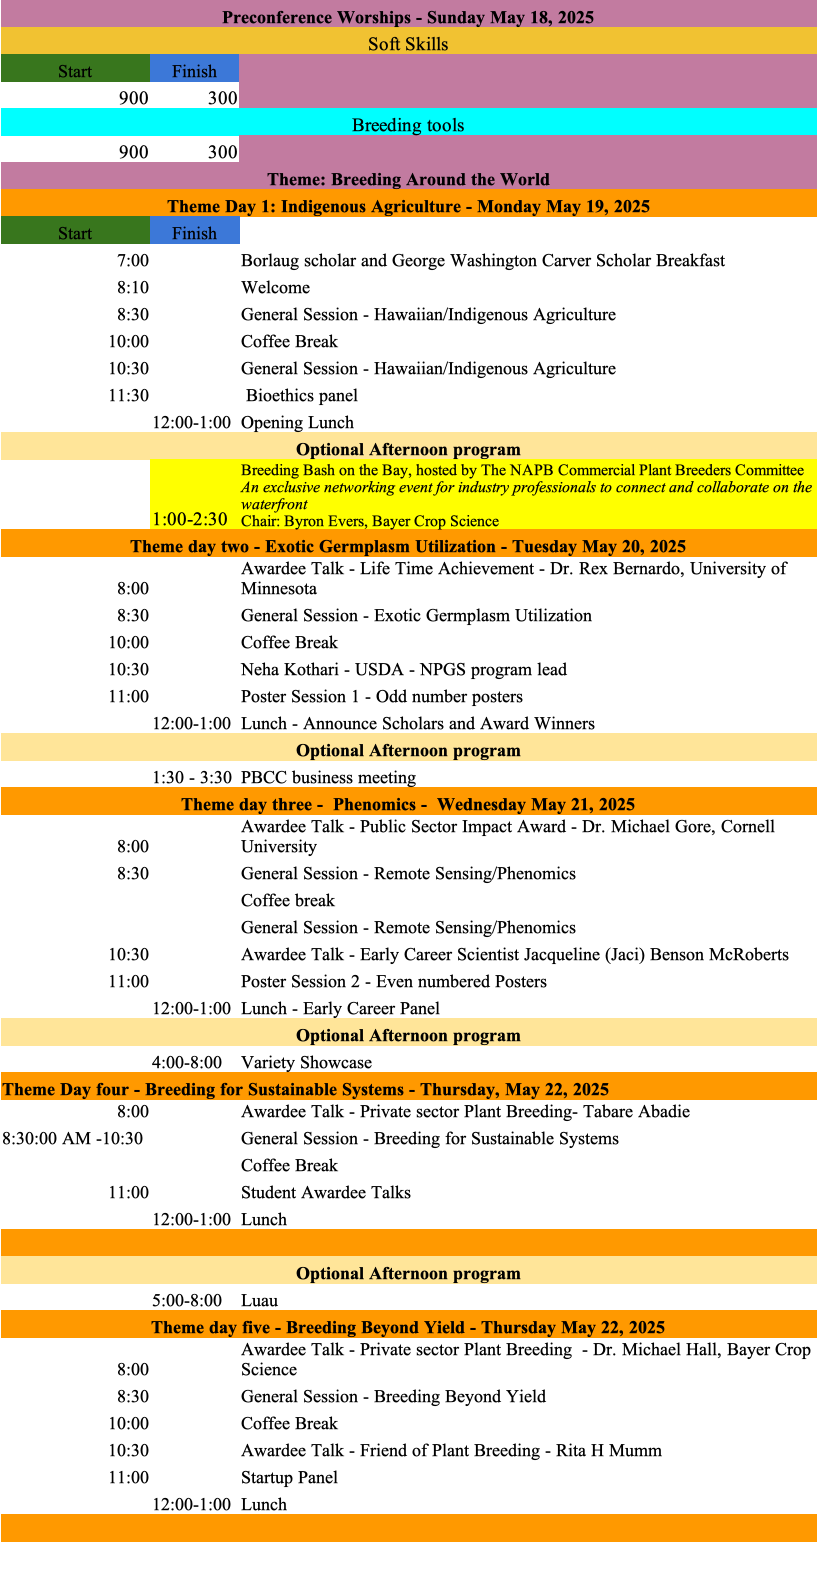 Preconference Worships - Sunday May 18, 2025
Soft Skills
Start Finish
900 300
Breeding tools
900 300
Theme: Breeding Around the World
Theme Day 1: Indigenous Agriculture - Monday May 19, 2025
Start Finish
7:00 Borlaug scholar and George Washington Carver Scholar Breakfast
8:10 Welcome
8:30 General Session - Hawaiian/Indigenous Agriculture
10:00 Coffee Break
10:30 General Session - Hawaiian/Indigenous Agriculture
11:30 Bioethics panel
12:00-1:00 Opening Lunch
Optional Afternoon program
Breeding Bash on the Bay, hosted by The NAPB Commercial Plant Breeders Committee
An exclusive networking event for industry professionals to connect and collaborate on the
waterfront
1:00-2:30 Chair: Byron Evers, Bayer Crop Science
Theme day two - Exotic Germplasm Utilization - Tuesday May 20, 2025
Awardee Talk - Life Time Achievement - Dr. Rex Bernardo, University of
8:00 Minnesota
8:30 General Session - Exotic Germplasm Utilization
10:00 Coffee Break
10:30 Neha Kothari - USDA - NPGS program lead
11:00 Poster Session 1 - Odd number posters
12:00-1:00 Lunch - Announce Scholars and Award Winners
Optional Afternoon program
1:30 - 3:30 PBCC business meeting
Theme day three - Phenomics - Wednesday May 21, 2025
Awardee Talk - Public Sector Impact Award - Dr. Michael Gore, Cornell
8:00 University
8:30 General Session - Remote Sensing/Phenomics
Coffee break
General Session - Remote Sensing/Phenomics
10:30 Awardee Talk - Early Career Scientist Jacqueline (Jaci) Benson McRoberts
11:00 Poster Session 2 - Even numbered Posters
12:00-1:00 Lunch - Early Career Panel
Optional Afternoon program
4:00-8:00 Variety Showcase
Theme Day four - Breeding for Sustainable Systems - Thursday, May 22, 2025
8:00 Awardee Talk - Private sector Plant Breeding- Tabare Abadie
8:30:00 AM -10:30 General Session - Breeding for Sustainable Systems
Coffee Break
11:00 Student Awardee Talks
12:00-1:00 Lunch
Optional Afternoon program
5:00-8:00 Luau
Theme day five - Breeding Beyond Yield - Thursday May 22, 2025
Awardee Talk - Private sector Plant Breeding - Dr. Michael Hall, Bayer Crop
8:00 Science
8:30 General Session - Breeding Beyond Yield
10:00 Coffee Break
10:30 Awardee Talk - Friend of Plant Breeding - Rita H Mumm
11:00 Startup Panel
12:00-1:00 Lunch